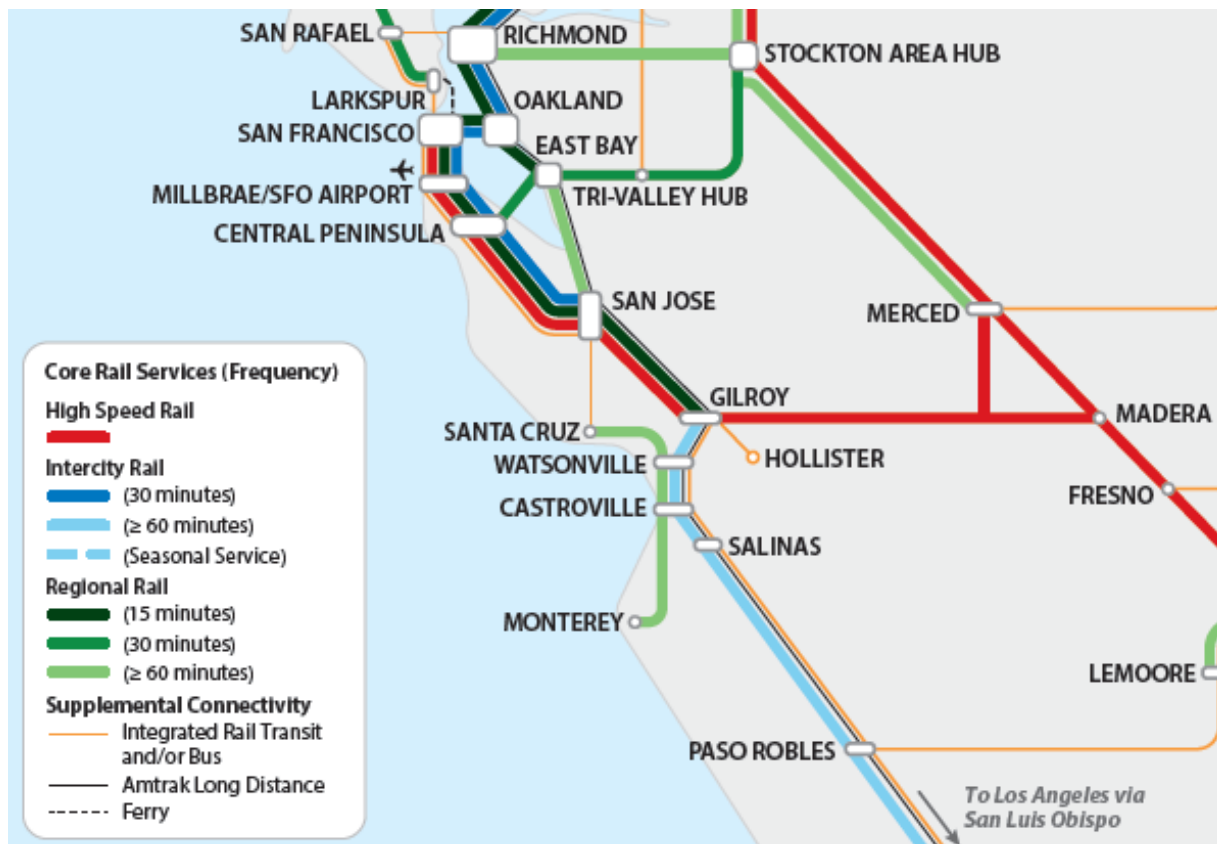 SAN RAFAEL
RICHMOND
STOCKTON AREA HUB
LARKSPUR
OAKLAND
SAN FRANCISCO
EAST BAY
MILLBRAE/SFO AIRPORT
TRI-VALLEY HUB
CENTRAL PENINSULA
SAN JOSE
MERCED
GILROY
MADERA
SANTA CRUZ
HOLLISTER
WATSONVILLE
FRESNO
CASTROVILLE
SALINAS
MONTEREY
LEMOORE
PASO ROBLES
To Los Angeles via
San Luis Obispo
Core Rail Services (Frequency)
High Speed Rail
Intercity Rail
(30 minutes)
(≥ 60 minutes)
(Seasonal Service)
Regional Rail
(15 minutes)
(30 minutes)
(≥ 60 minutes)
Supplemental Connectivity
Integrated Rail Transit
and/or Bus
Amtrak Long Distance
Ferry